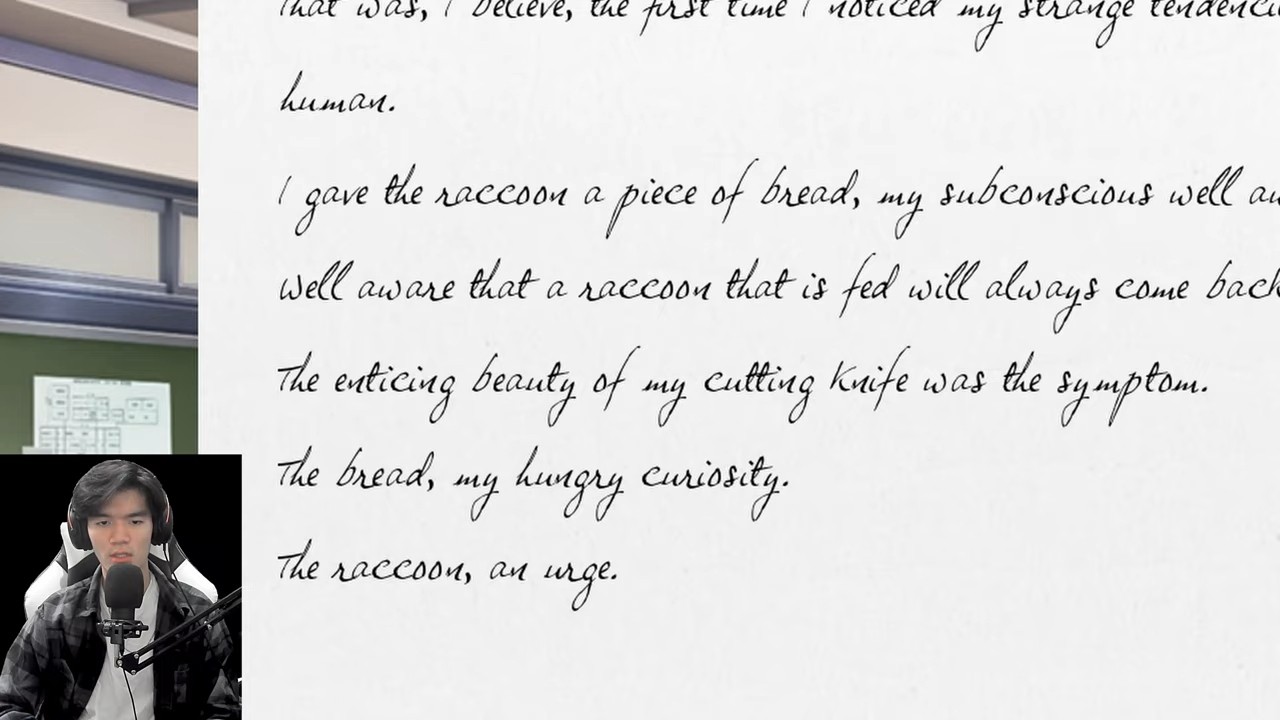 That was, I believe, the first time I noticed my strange
human.
I gave the raccoon a piece of bread, my subconscious well
well aware that a raccoon that is fed will always come back
The enticing beauty of my cutting knife was the symptom.
The bread, my hungry curiosity.
The raccoon, an urge.